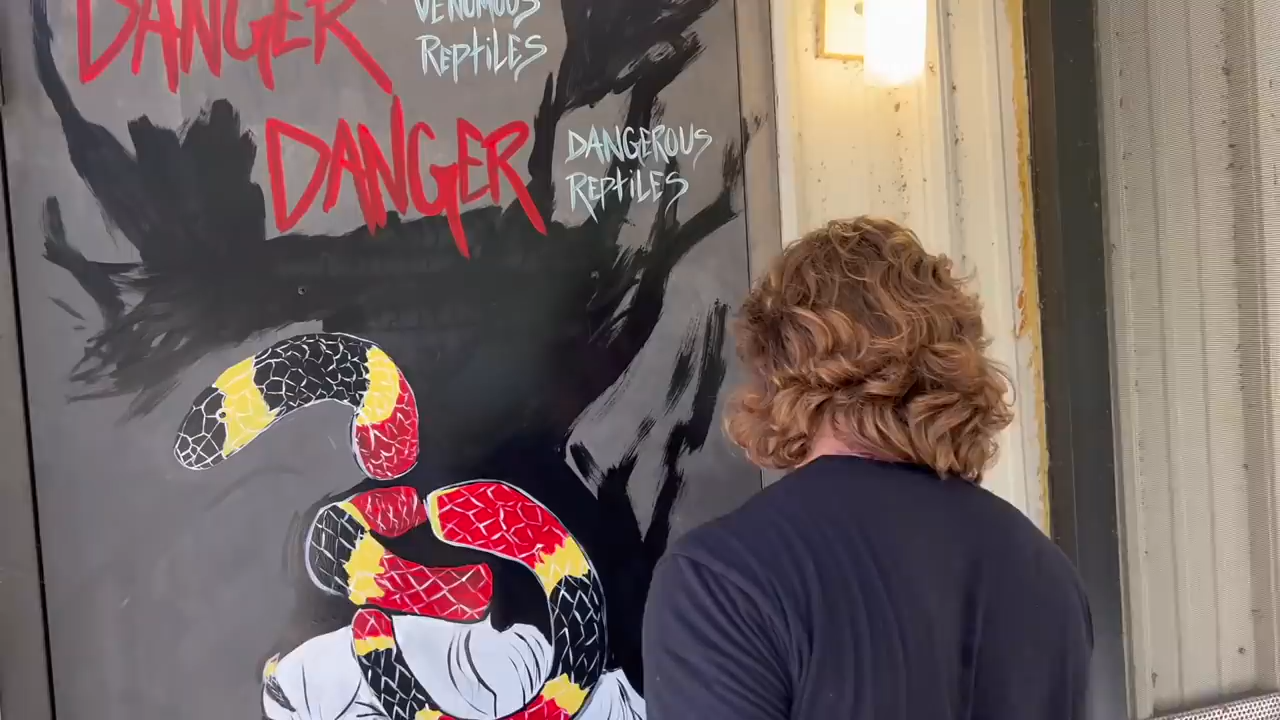 DANGER
VENOMOUS
REPTILES
DANGER
DANGEROUS
REPTILES